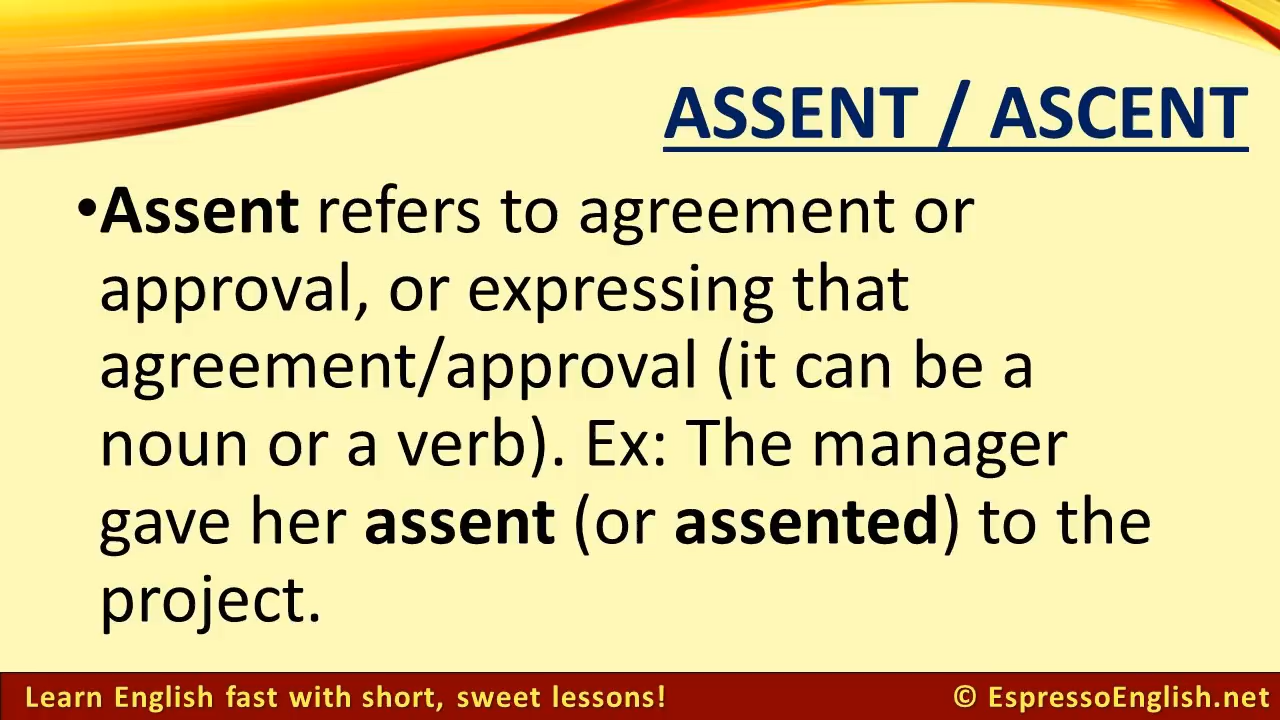 ASSENT / ASCENT
•Assent refers to agreement or
approval, or expressing that
agreement/approval (it can be a
noun or a verb). Ex: The manager
gave her assent (or assented) to the
project.
Learn English fast with short, sweet lessons!
© EspressoEnglish.net